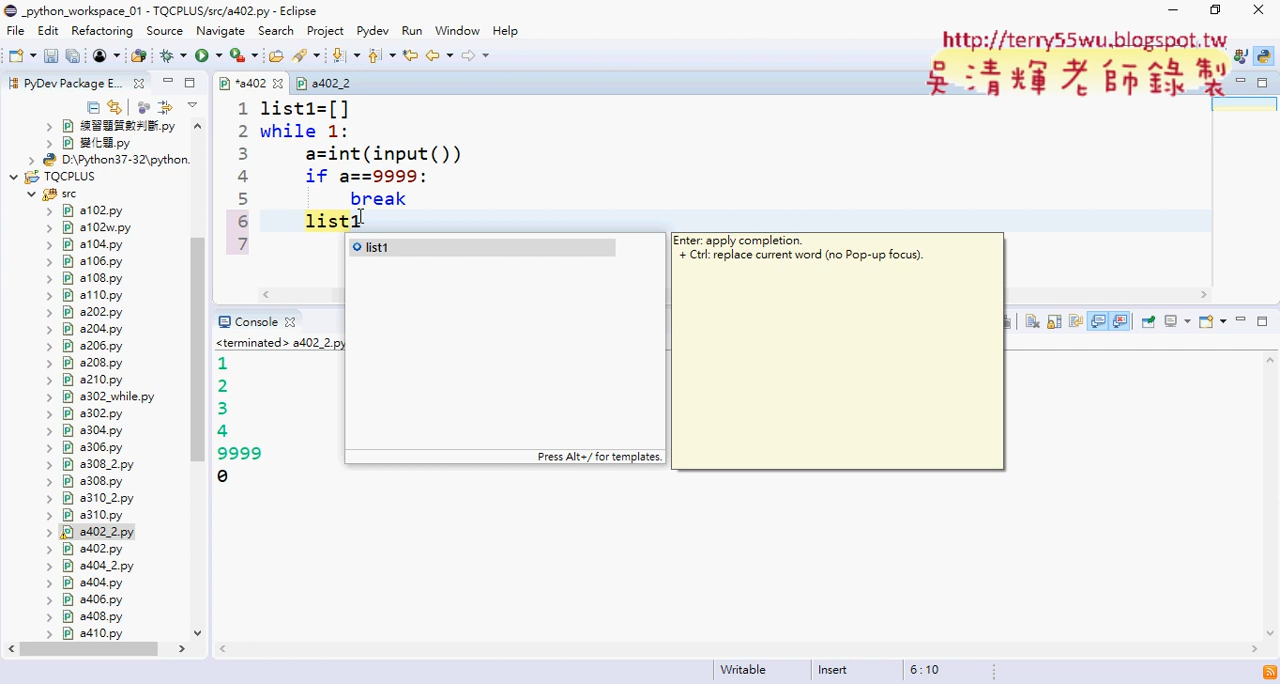 _python_workspace_01 - TQCPLUS/src/a402.py - Eclipse
File Edit Refactoring Source Navigate Search Project Pydev Run Window Help
http://terry55wu.blogspot.tw
吳清輝老師錄製
PyDev Package E...
練習題質數判斷.py
變化題.py
D:\Python37-32\python.
TQCPLUS
src
a102.py
a102w.py
a104.py
a106.py
a108.py
a110.py
a202.py
a204.py
a206.py
a208.py
a210.py
a302_while.py
a302.py
a304.py
a306.py
a308_2.py
a308.py
a310_2.py
a310.py
a402_2.py
a402.py
a404_2.py
a404.py
a406.py
a408.py
a410.py
*a402
a402_2
1 list1=[]
2 while 1:
3 a=int(input())
4 if a==9999:
5 break
6 list1
7
list1
Press Alt+/ for templates.
Enter: apply completion.
+ Ctrl: replace current word (no Pop-up focus).
Console
<terminated> a402_2.py
1
2
3
4
9999
0
Writable Insert 6 : 10